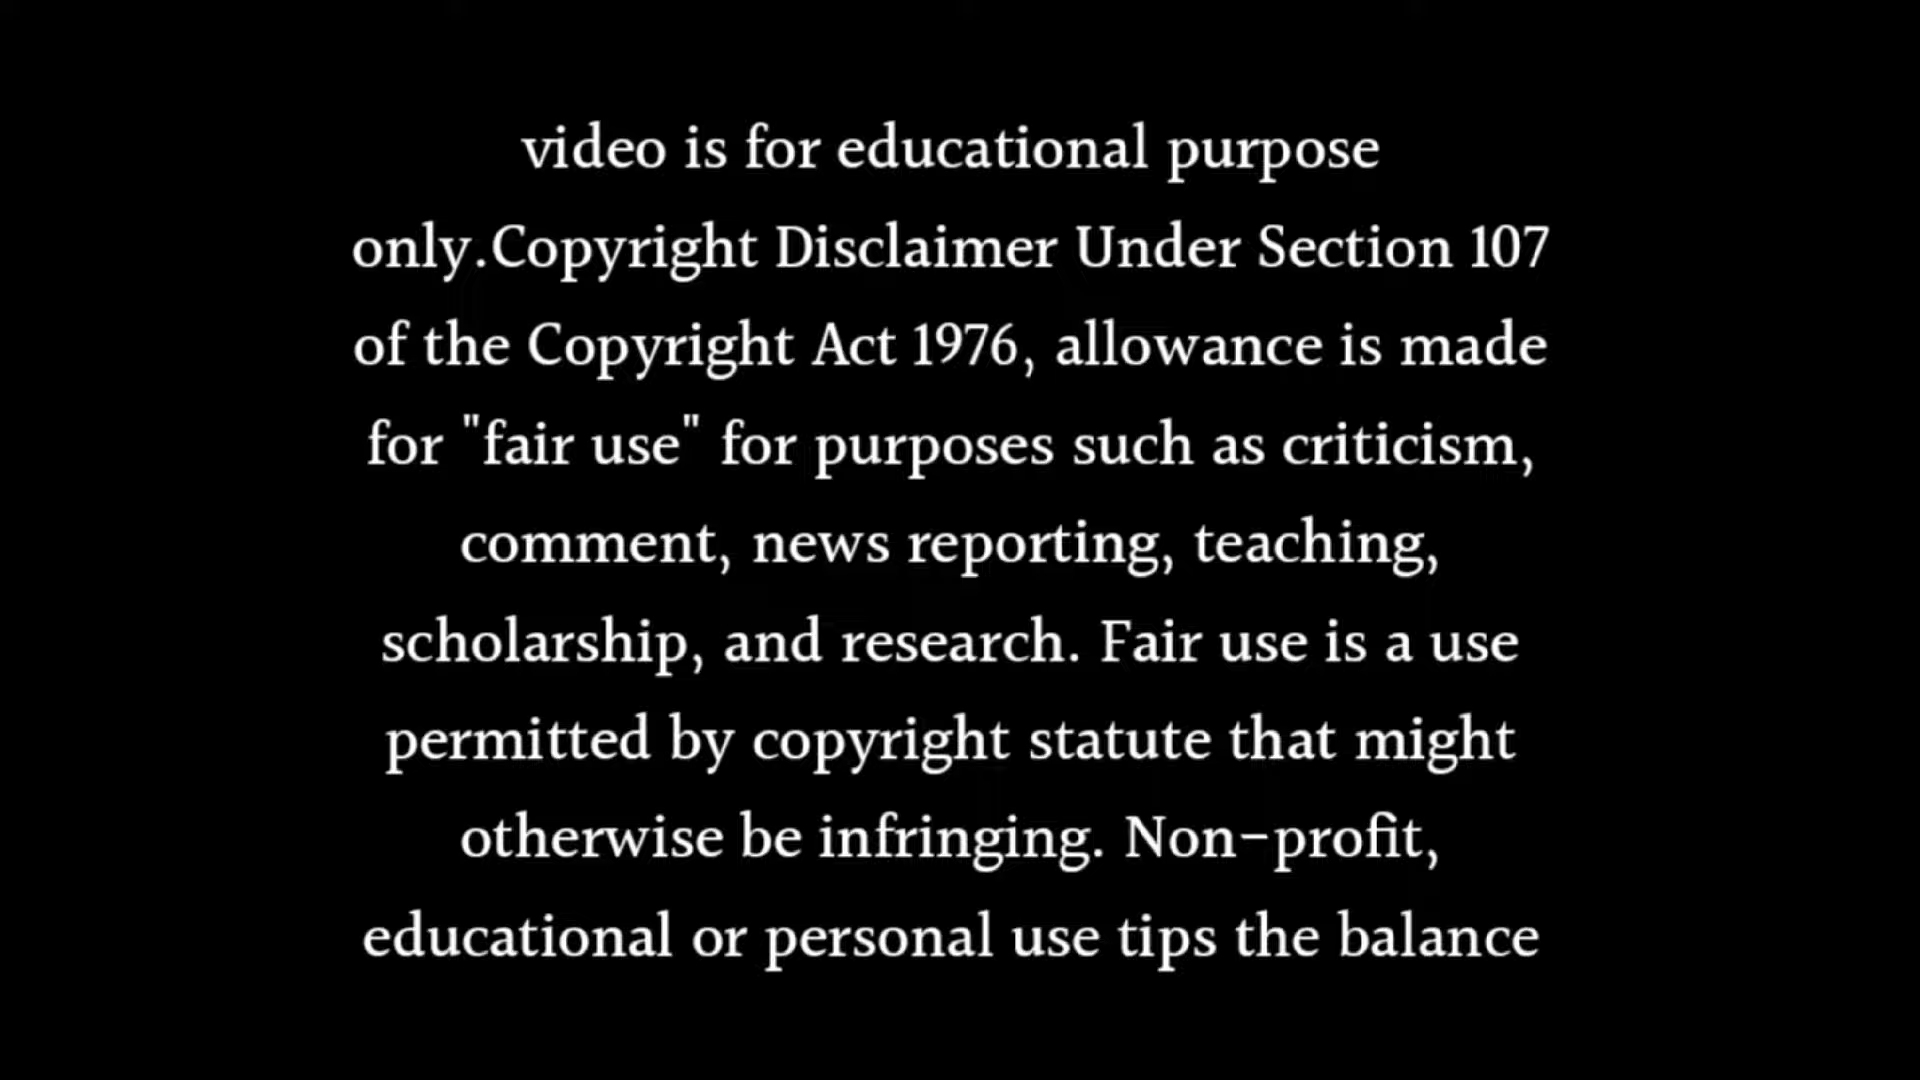 video is for educational purpose
only.Copyright Disclaimer Under Section 107
of the Copyright Act 1976, allowance is made
for "fair use" for purposes such as criticism,
comment, news reporting, teaching,
scholarship, and research. Fair use is a use
permitted by copyright statute that might
otherwise be infringing. Non-profit,
educational or personal use tips the balance